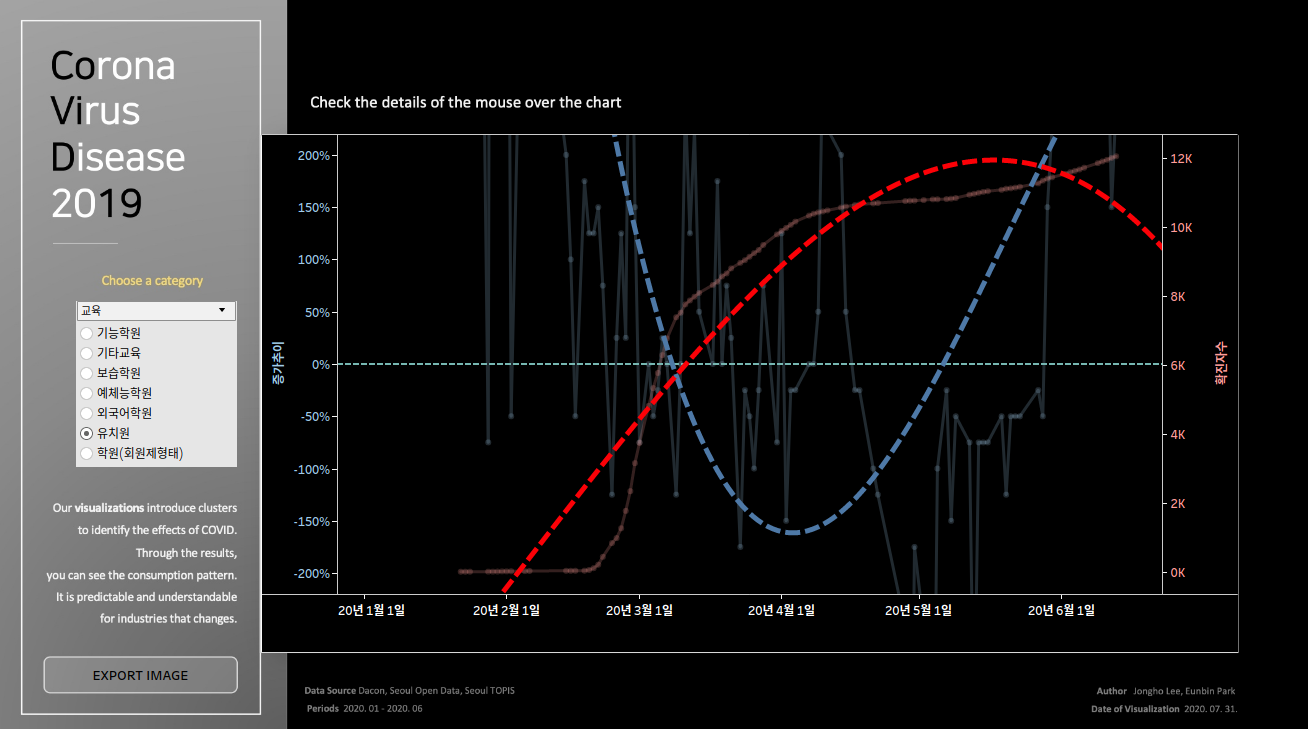 Corona
Virus
Disease
2019
Choose a category
교육
기능학원
기타교육
보습학원
예체능학원
외국어학원
유치원
학원(회원제형태)
Our visualizations introduce clusters
to identify the effects of COVID.
Through the results,
you can see the consumption pattern.
It is predictable and understandable
for industries that changes.
EXPORT IMAGE
Check the details of the mouse over the chart
증가추이
200%
150%
100%
50%
0%
-50%
-100%
-150%
-200%
확진자수
12K
10K
8K
6K
4K
2K
0K
20년 1월 1일
20년 2월 1일
20년 3월 1일
20년 4월 1일
20년 5월 1일
20년 6월 1일
Data Source Dacon, Seoul Open Data, Seoul TOPIS
Periods 2020. 01 - 2020. 06
Author Jongho Lee, Eunbin Park
Date of Visualization 2020. 07. 31.